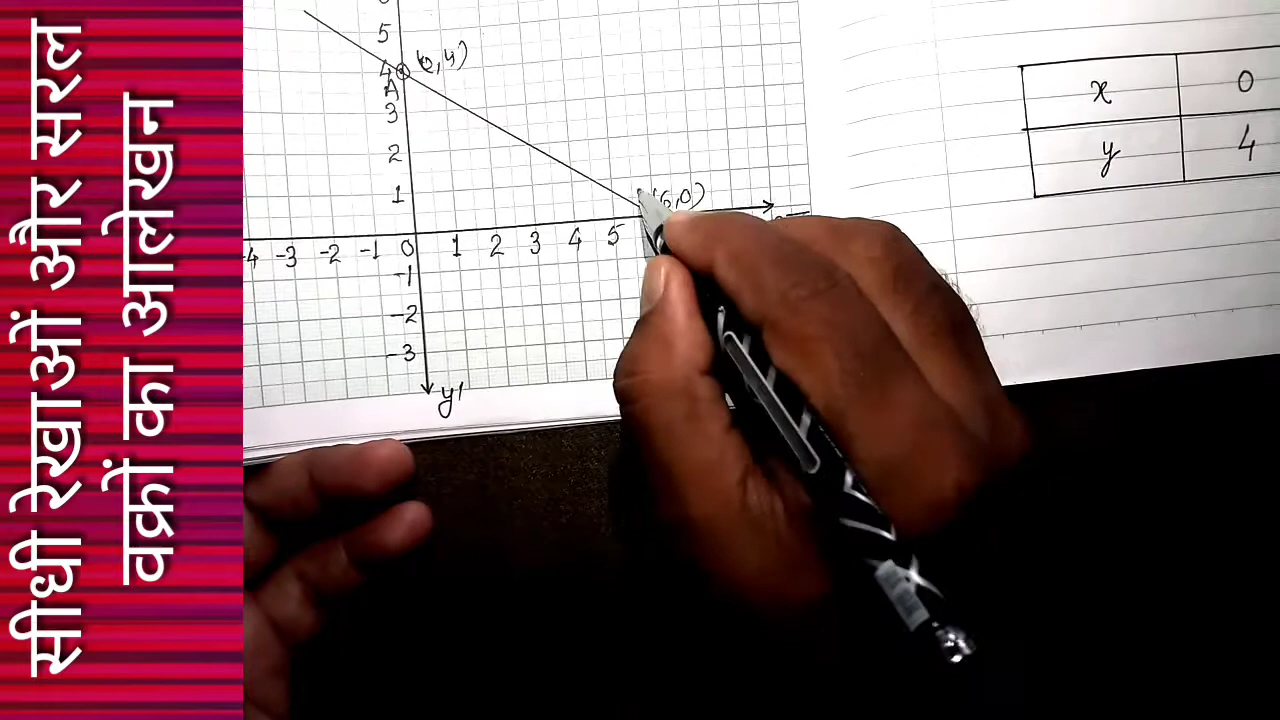 सीधी रेखाओं और सरल
वक्रों का आलेखन
5
4 (0,4)
A
3
2
1
(6,0)
-4 -3 -2 -1 0 1 2 3 4 5
-1
-2
-3
y'
x 0
y 4